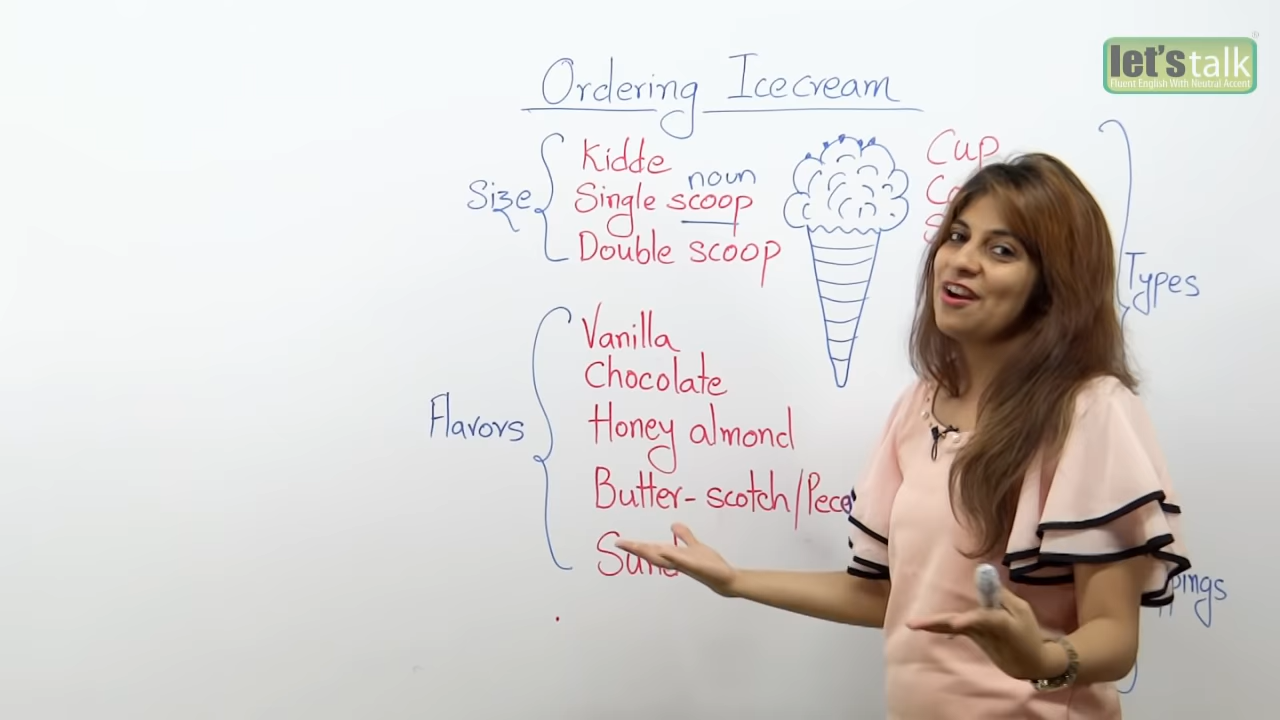 let's talk
Fluent English With Neutral Accent
Ordering Icecream
Size
Kidde
noun
Single scoop
Double scoop
Cup
Types
Flavors
Vanilla
Chocolate
Honey almond
Butter-scotch/